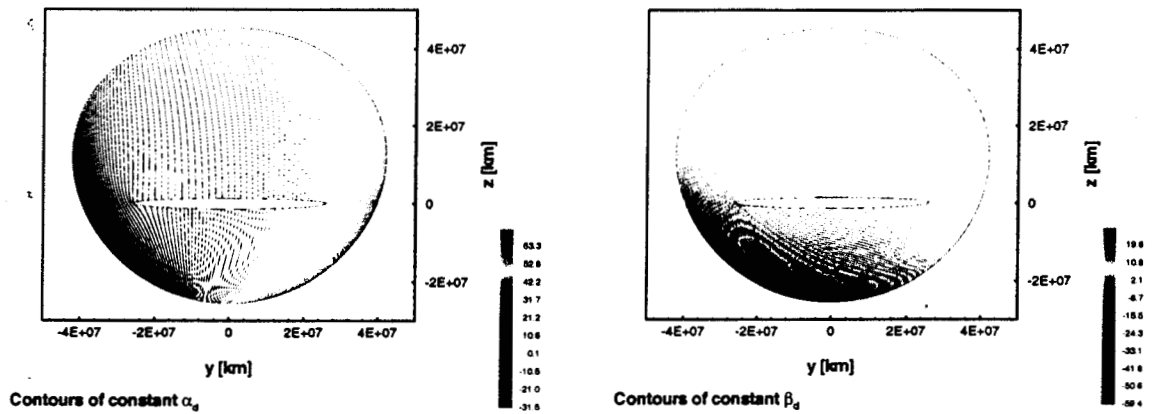 4E+07
2E+07
0
-2E+07
z [km]
-4E+07 -2E+07 0 2E+07 4E+07
y [km]
63.3
52.8
42.2
31.7
21.2
10.6
0.1
-10.5
-21.0
-31.5
Contours of constant α_d
4E+07
2E+07
0
-2E+07
z [km]
-4E+07 -2E+07 0 2E+07 4E+07
y [km]
19.6
10.8
2.1
-6.7
-15.5
-24.3
-33.1
-41.8
-50.6
-59.4
Contours of constant β_d